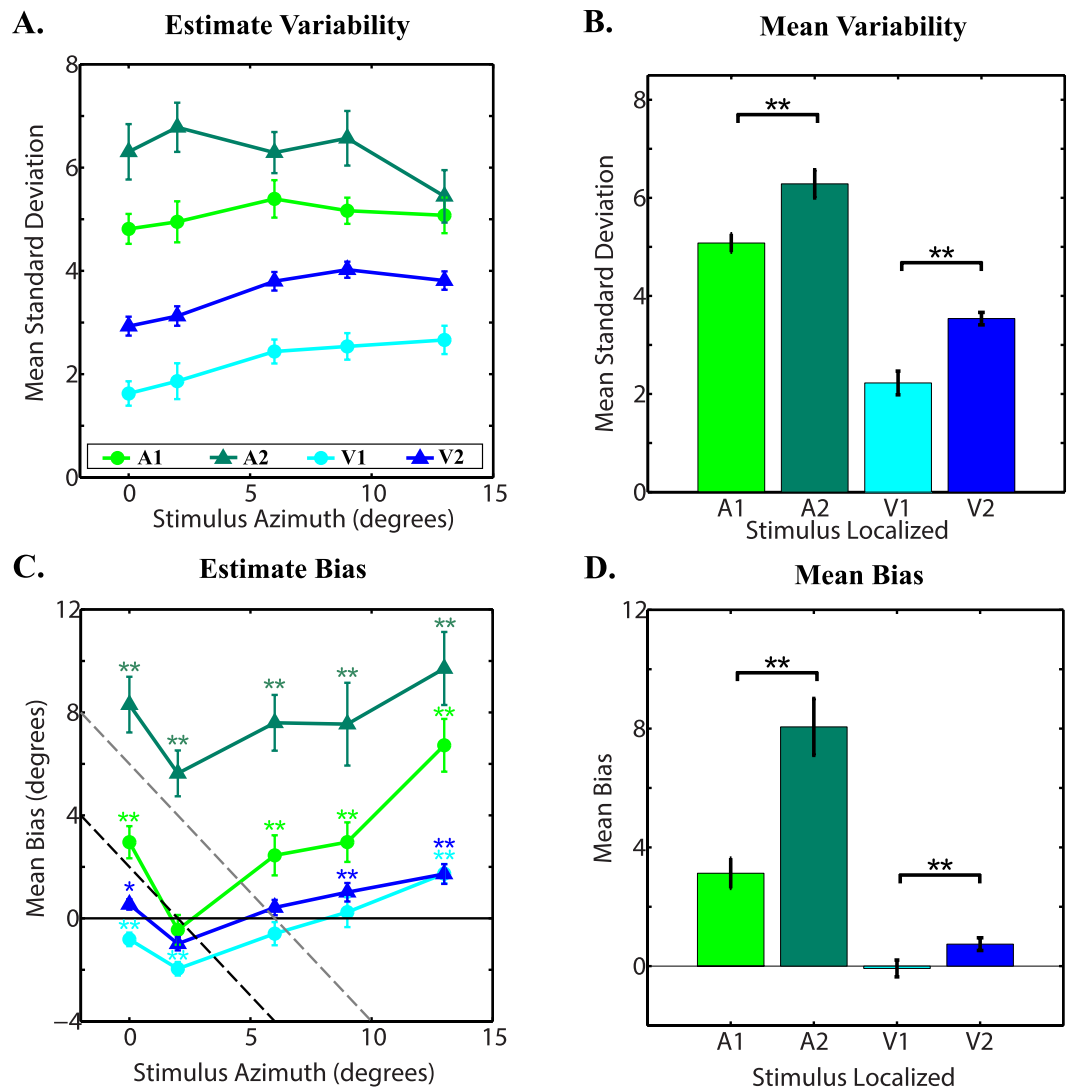 A.
Estimate Variability
Mean Standard Deviation
8
6
4
2
0
A1 A2 V1 V2
0 5 10 15
Stimulus Azimuth (degrees)
B.
Mean Variability
Mean Standard Deviation
8
6
4
2
0
**
**
A1 A2 V1 V2
Stimulus Localized
C.
Estimate Bias
Mean Bias (degrees)
12
8
4
0
−4
** ** ** ** **
** ** ** **
* ** **
** ** **
0 5 10 15
Stimulus Azimuth (degrees)
D.
Mean Bias
Mean Bias
12
8
4
0
**
**
A1 A2 V1 V2
Stimulus Localized